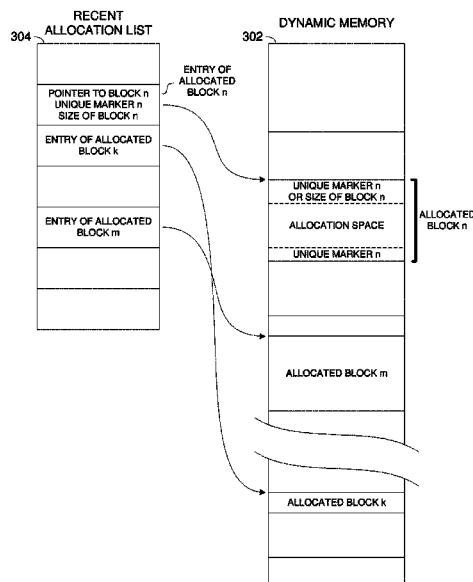 RECENT
ALLOCATION LIST
304
ENTRY OF
ALLOCATED
BLOCK n
POINTER TO BLOCK n
UNIQUE MARKER n
SIZE OF BLOCK n
ENTRY OF ALLOCATED
BLOCK k
ENTRY OF ALLOCATED
BLOCK m
DYNAMIC MEMORY
302
UNIQUE MARKER n
OR SIZE OF BLOCK n
ALLOCATION SPACE
UNIQUE MARKER n
ALLOCATED
BLOCK n
ALLOCATED BLOCK m
ALLOCATED BLOCK k